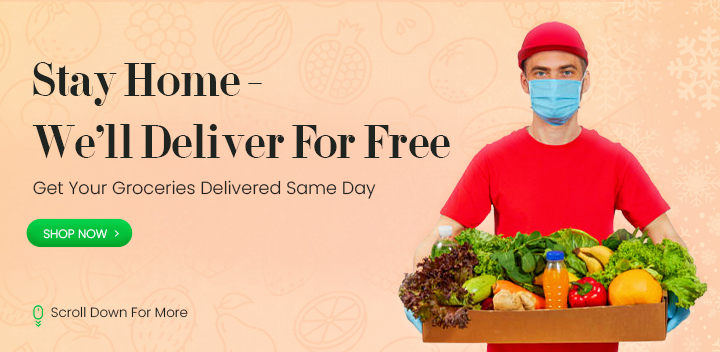 Stay Home –
We'll Deliver For Free
Get Your Groceries Delivered Same Day
SHOP NOW >
Scroll Down For More